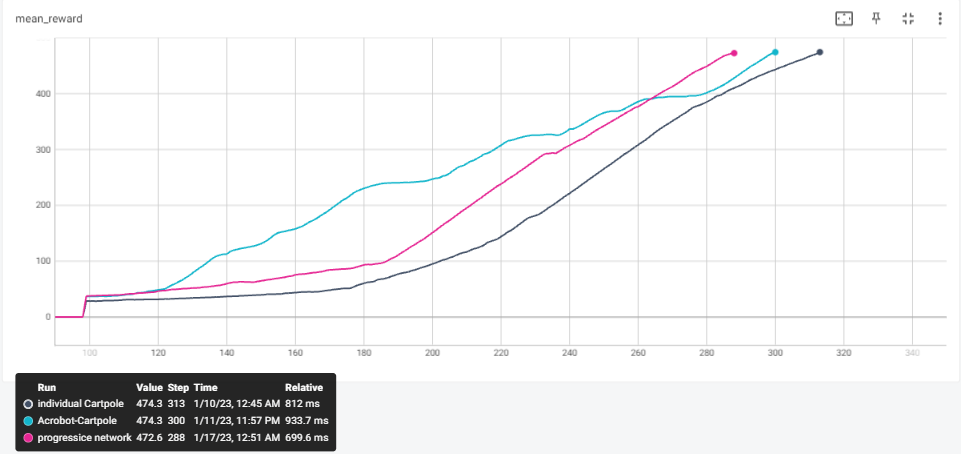 mean_reward
400
300
200
100
0
100 120 140 160 180 200 220 240 260 280 300 320 340
Run Value Step Time Relative
individual Cartpole 474.3 313 1/10/23, 12:45 AM 812 ms
Acrobot-Cartpole 474.3 300 1/11/23, 11:57 PM 933.7 ms
progressice network 472.6 288 1/17/23, 12:51 AM 699.6 ms